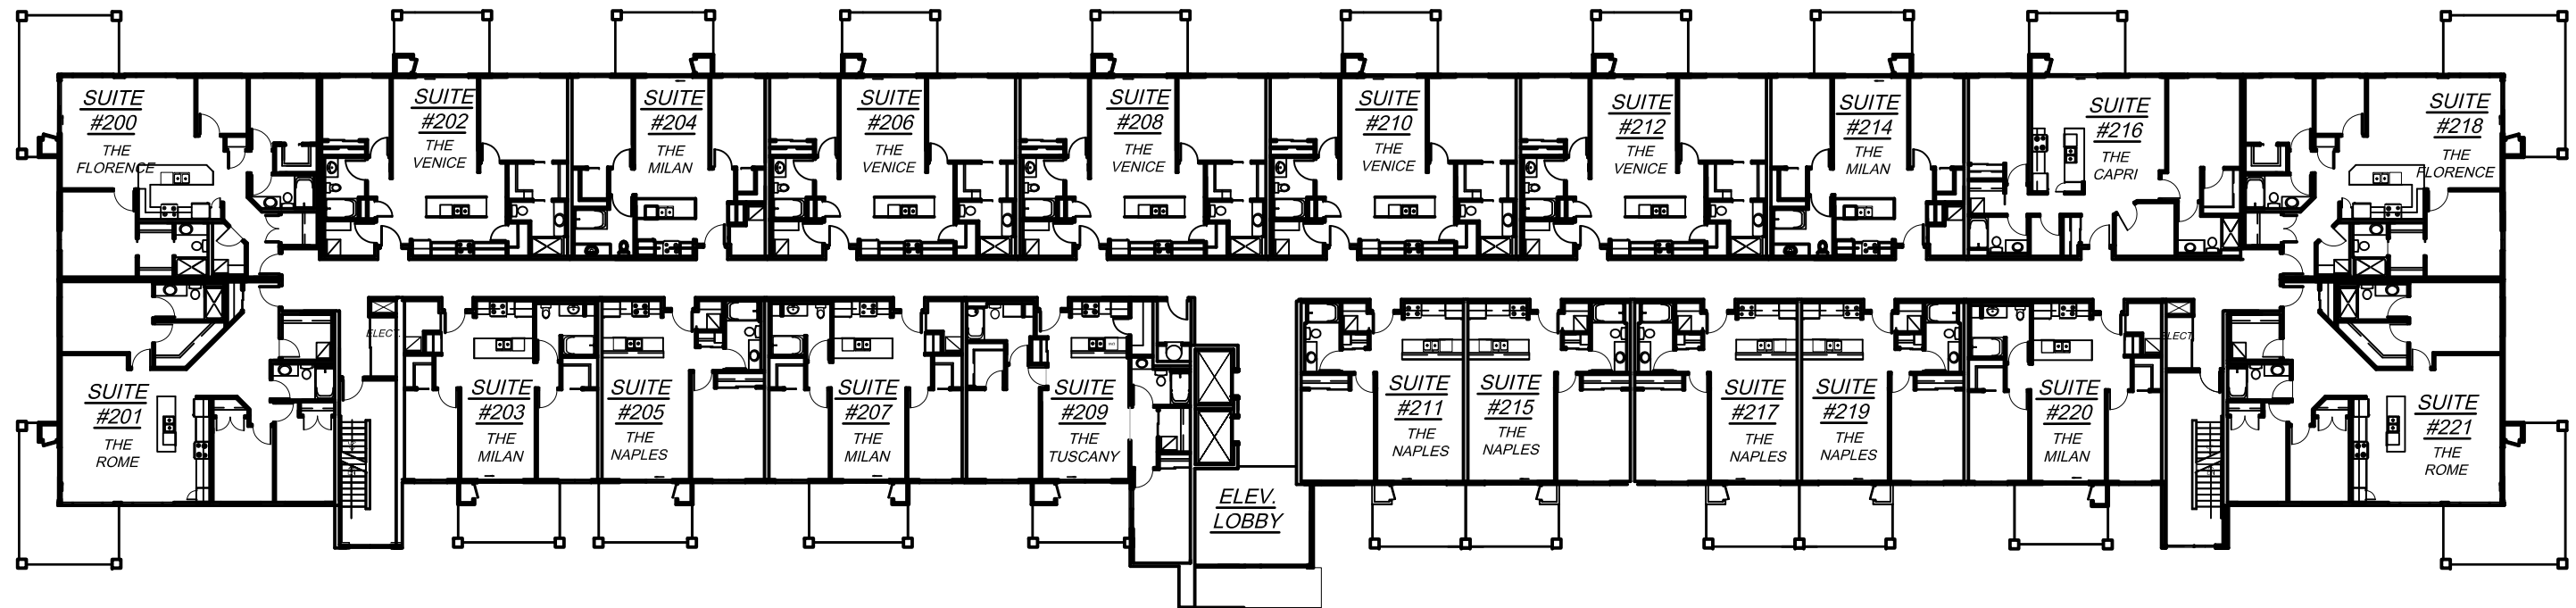 SUITE
#200
THE
FLORENCE
SUITE
#202
THE
VENICE
SUITE
#204
THE
MILAN
SUITE
#206
THE
VENICE
SUITE
#208
THE
VENICE
SUITE
#210
THE
VENICE
SUITE
#212
THE
VENICE
SUITE
#214
THE
MILAN
SUITE
#216
THE
CAPRI
SUITE
#218
THE
FLORENCE
ELECT.
ELECT.
SUITE
#201
THE
ROME
SUITE
#203
THE
MILAN
SUITE
#205
THE
NAPLES
SUITE
#207
THE
MILAN
SUITE
#209
THE
TUSCANY
ELEV.
LOBBY
SUITE
#211
THE
NAPLES
SUITE
#215
THE
NAPLES
SUITE
#217
THE
NAPLES
SUITE
#219
THE
NAPLES
SUITE
#220
THE
MILAN
SUITE
#221
THE
ROME